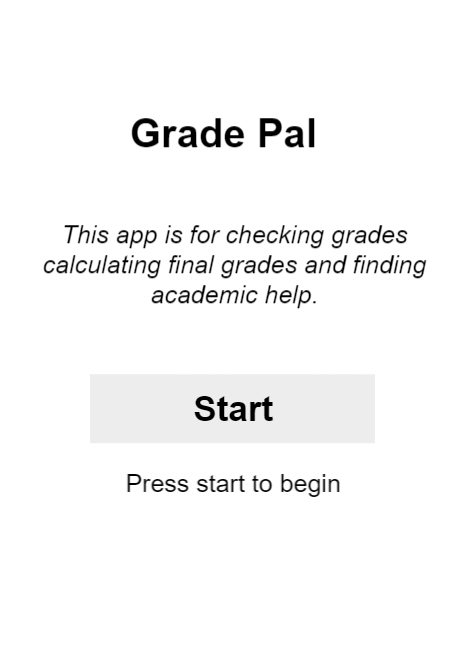 Grade Pal
This app is for checking grades
calculating final grades and finding
academic help.
Start
Press start to begin